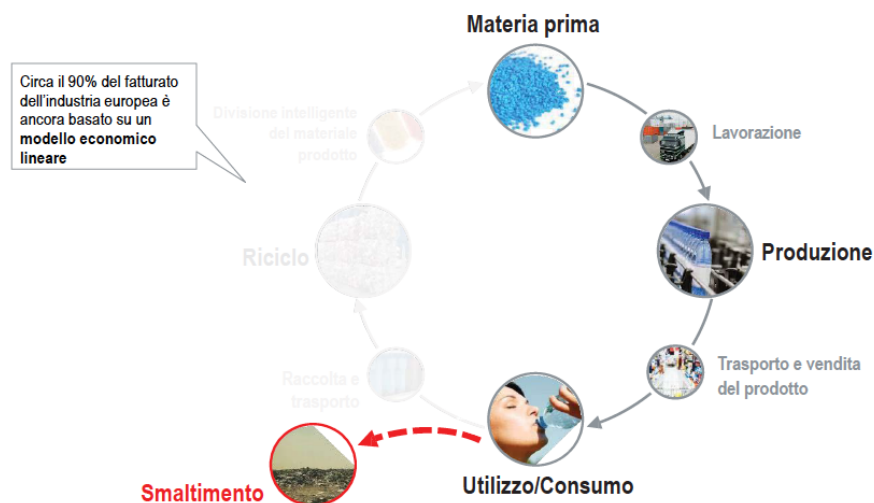 Materia prima
Circa il 90% del fatturato
dell'industria europea è
ancora basato su un
modello economico
lineare
Divisione intelligente
del materiale
prodotto
Lavorazione
Riciclo
Produzione
Raccolta e
trasporto
Trasporto e vendita
del prodotto
Smaltimento
Utilizzo/Consumo